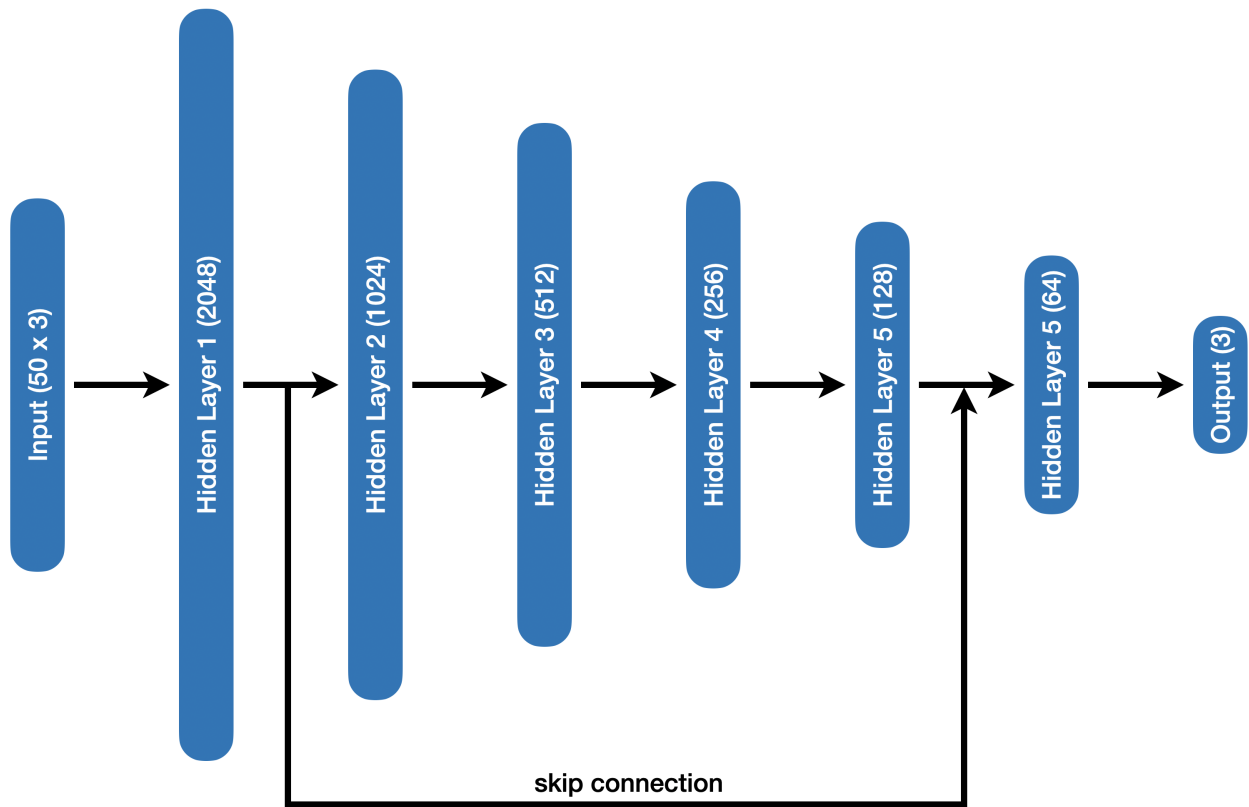 Input (50 x 3)
Hidden Layer 1 (2048)
Hidden Layer 2 (1024)
Hidden Layer 3 (512)
Hidden Layer 4 (256)
Hidden Layer 5 (128)
Hidden Layer 5 (64)
Output (3)
skip connection